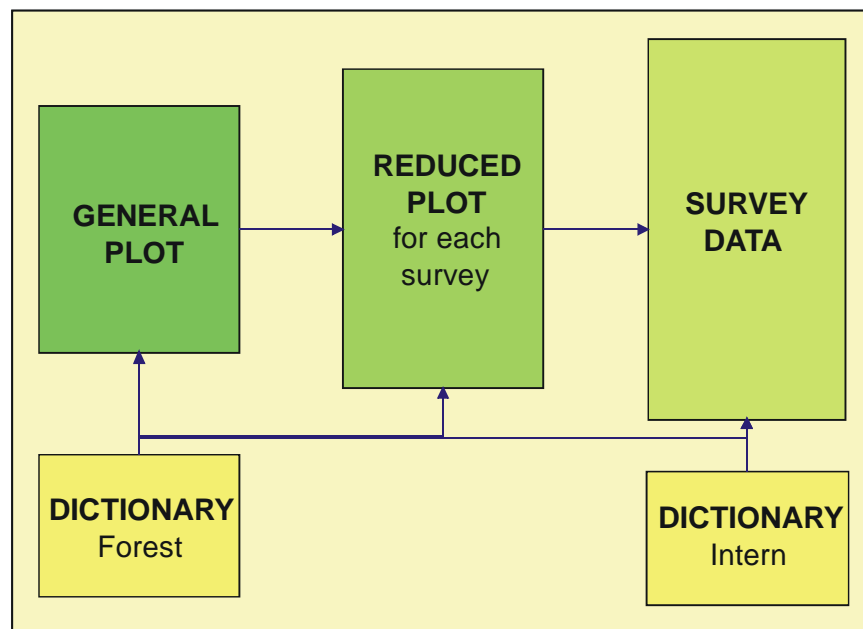 GENERAL
PLOT
REDUCED
PLOT
for each
survey
SURVEY
DATA
DICTIONARY
Forest
DICTIONARY
Intern